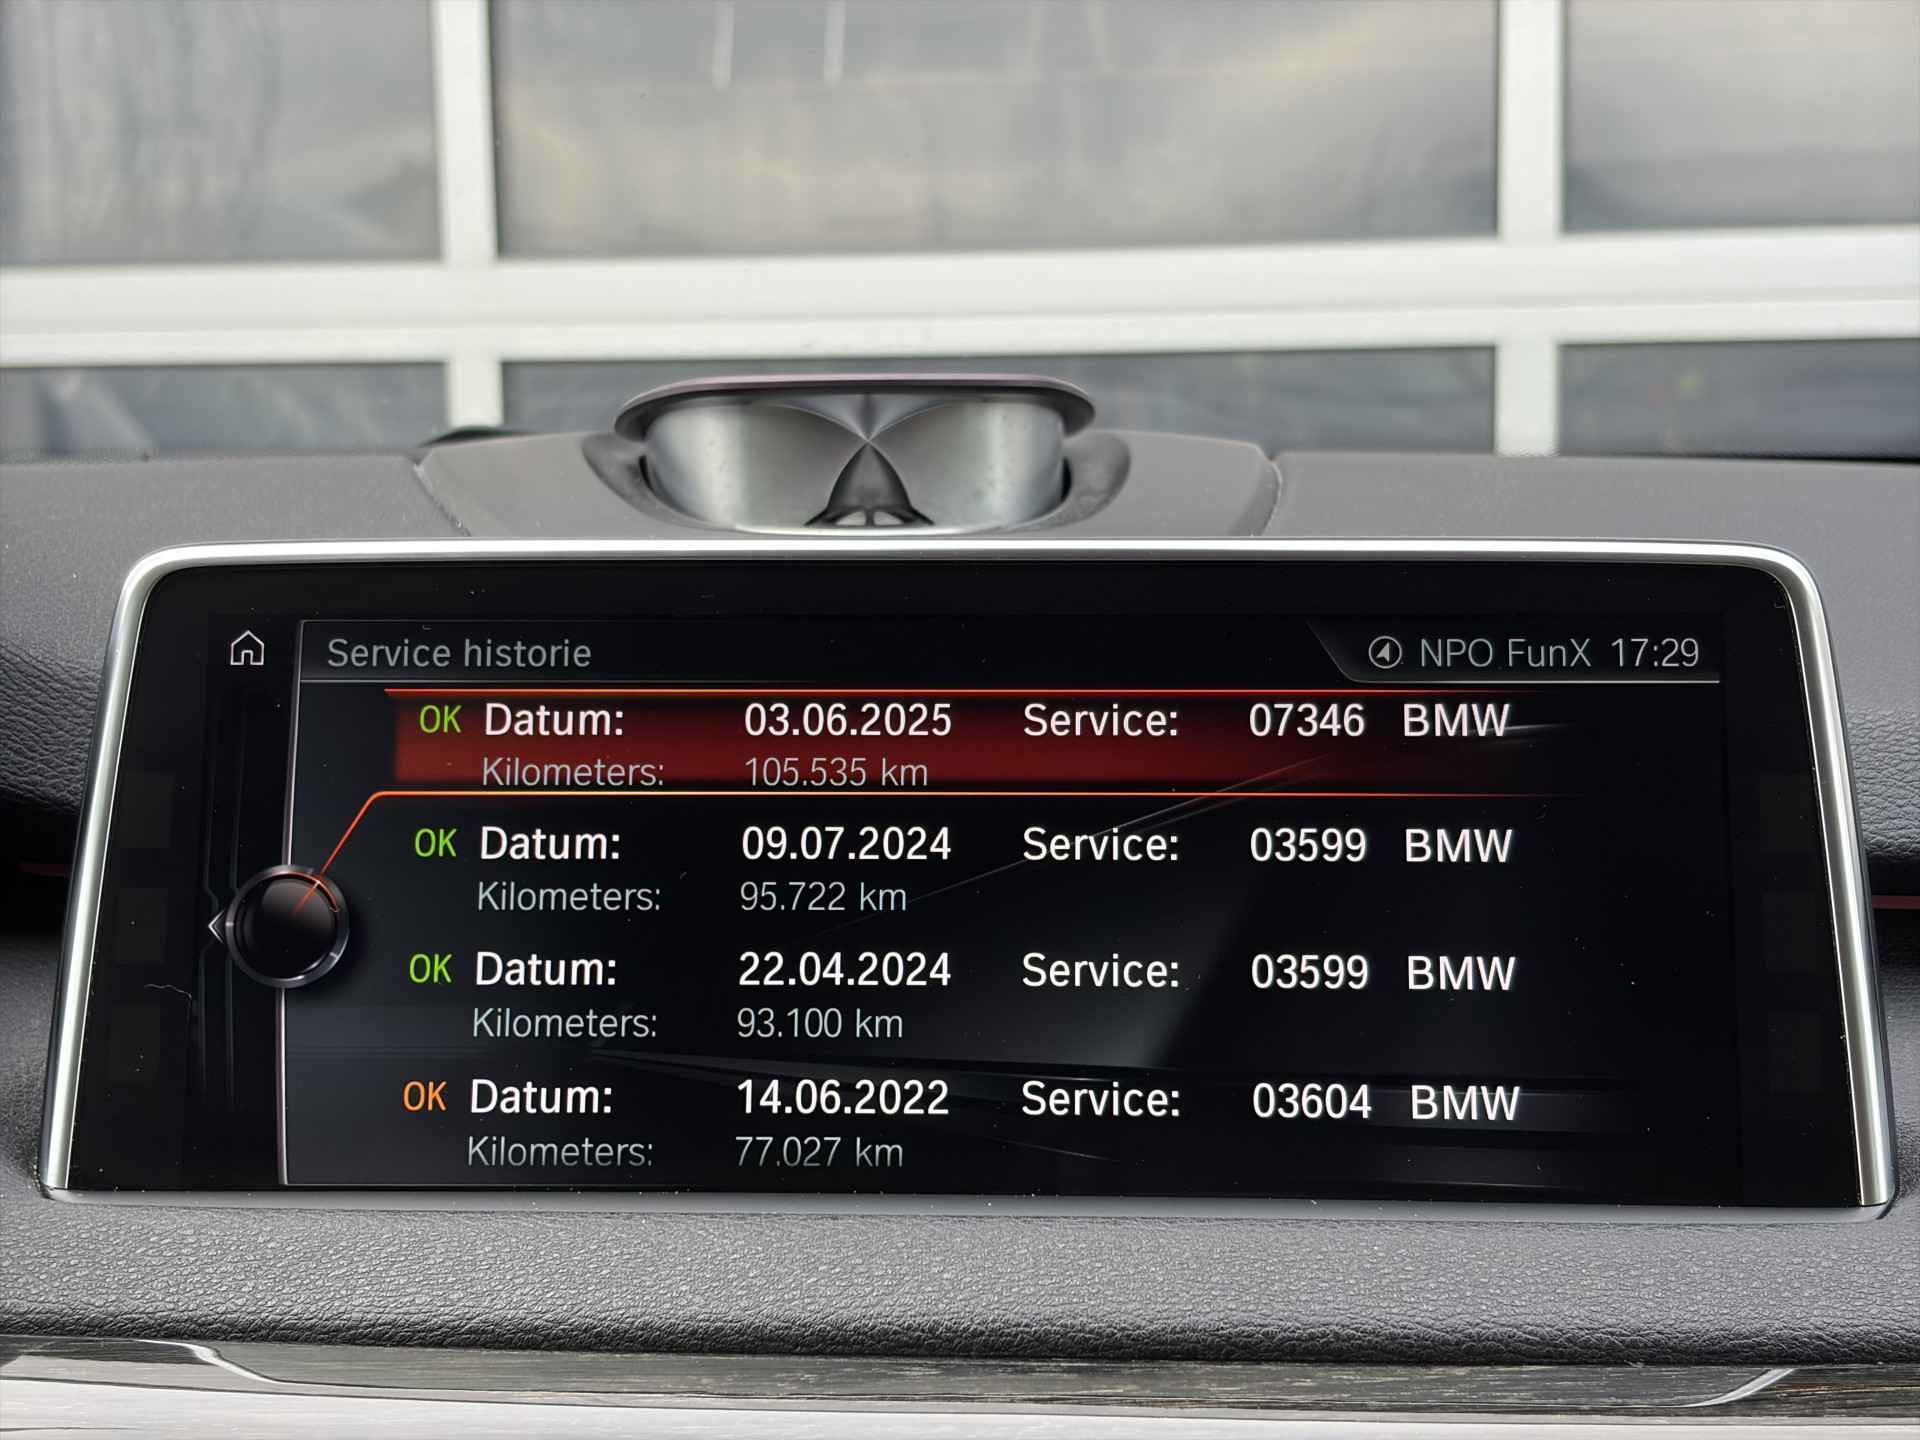 Service historie NPO FunX 17:29
OK Datum: 03.06.2025 Service: 07346 BMW
Kilometers: 105.535 km
OK Datum: 09.07.2024 Service: 03599 BMW
Kilometers: 95.722 km
OK Datum: 22.04.2024 Service: 03599 BMW
Kilometers: 93.100 km
OK Datum: 14.06.2022 Service: 03604 BMW
Kilometers: 77.027 km